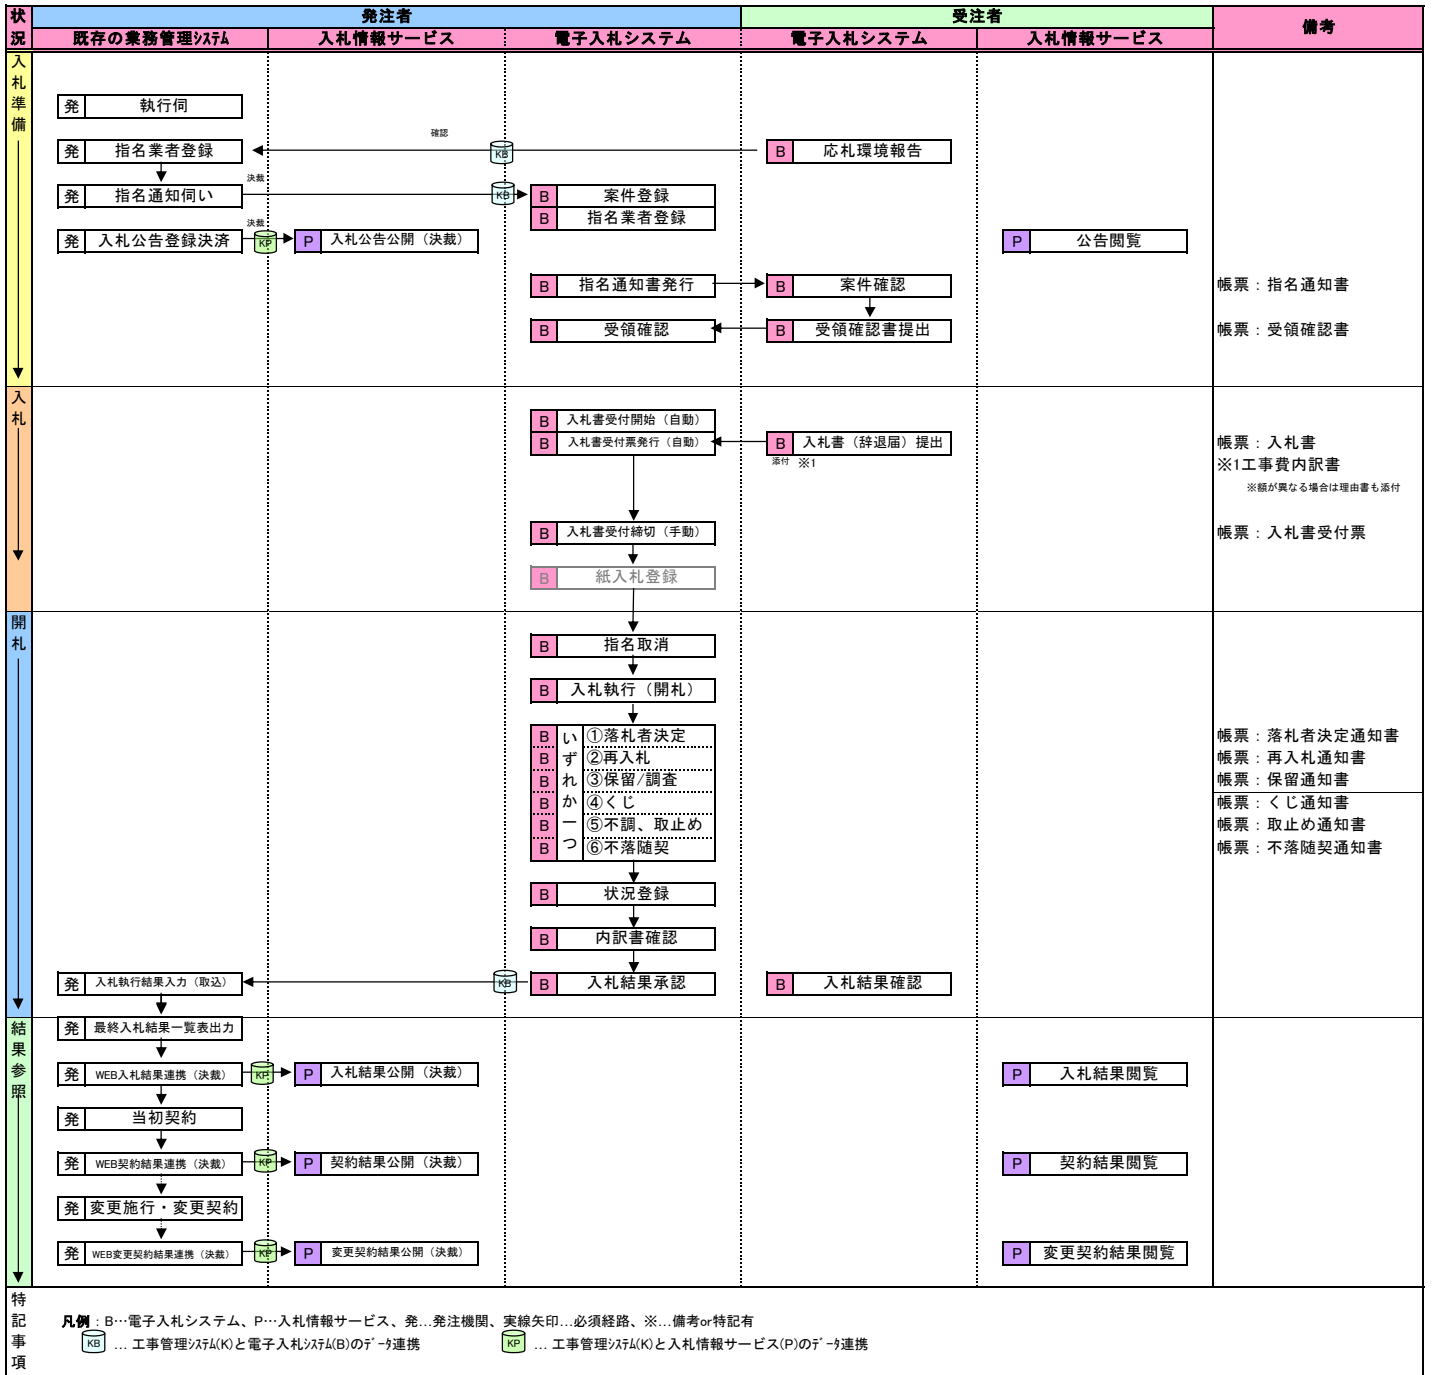 状況
発注者
受注者
備考
既存の業務管理ｼｽﾃﾑ
入札情報サービス
電子入札システム
電子入札システム
入札情報サービス
入札準備
発 執行伺
確認
発 指名業者登録
KB
B 応札環境報告
決裁
発 指名通知伺い
KB
B 案件登録
B 指名業者登録
決裁
発 入札公告登録決済
KP
P 入札公告公開（決裁）
P 公告閲覧
B 指名通知書発行
B 案件確認
帳票：指名通知書
B 受領確認
B 受領確認書提出
帳票：受領確認書
入札
B 入札書受付開始（自動）
B 入札書受付票発行（自動）
B 入札書（辞退届）提出
帳票：入札書
添付 ※1
※1工事費内訳書
※額が異なる場合は理由書も添付
B 入札書受付締切（手動）
帳票：入札書受付票
B 紙入札登録
開札
B 指名取消
B 入札執行（開札）
いずれか一つ
B ①落札者決定
帳票：落札者決定通知書
B ②再入札
帳票：再入札通知書
B ③保留/調査
帳票：保留通知書
B ④くじ
帳票：くじ通知書
B ⑤不調、取止め
帳票：取止め通知書
B ⑥不落随契
帳票：不落随契通知書
B 状況登録
B 内訳書確認
発 入札執行結果入力（取込）
KB
B 入札結果承認
B 入札結果確認
結果参照
発 最終入札結果一覧表出力
発 WEB入札結果連携（決裁）
KP
P 入札結果公開（決裁）
P 入札結果閲覧
発 当初契約
発 WEB契約結果連携（決裁）
KP
P 契約結果公開（決裁）
P 契約結果閲覧
発 変更施行・変更契約
発 WEB変更契約結果連携（決裁）
KP
P 変更契約結果公開（決裁）
P 変更契約結果閲覧
特記事項
凡例：B…電子入札システム、P…入札情報サービス、発…発注機関、実線矢印…必須経路、※…備考or特記有
KB … 工事管理ｼｽﾃﾑ(K)と電子入札ｼｽﾃﾑ(B)のﾃﾞｰﾀ連携
KP … 工事管理ｼｽﾃﾑ(K)と入札情報サービス(P)のﾃﾞｰﾀ連携